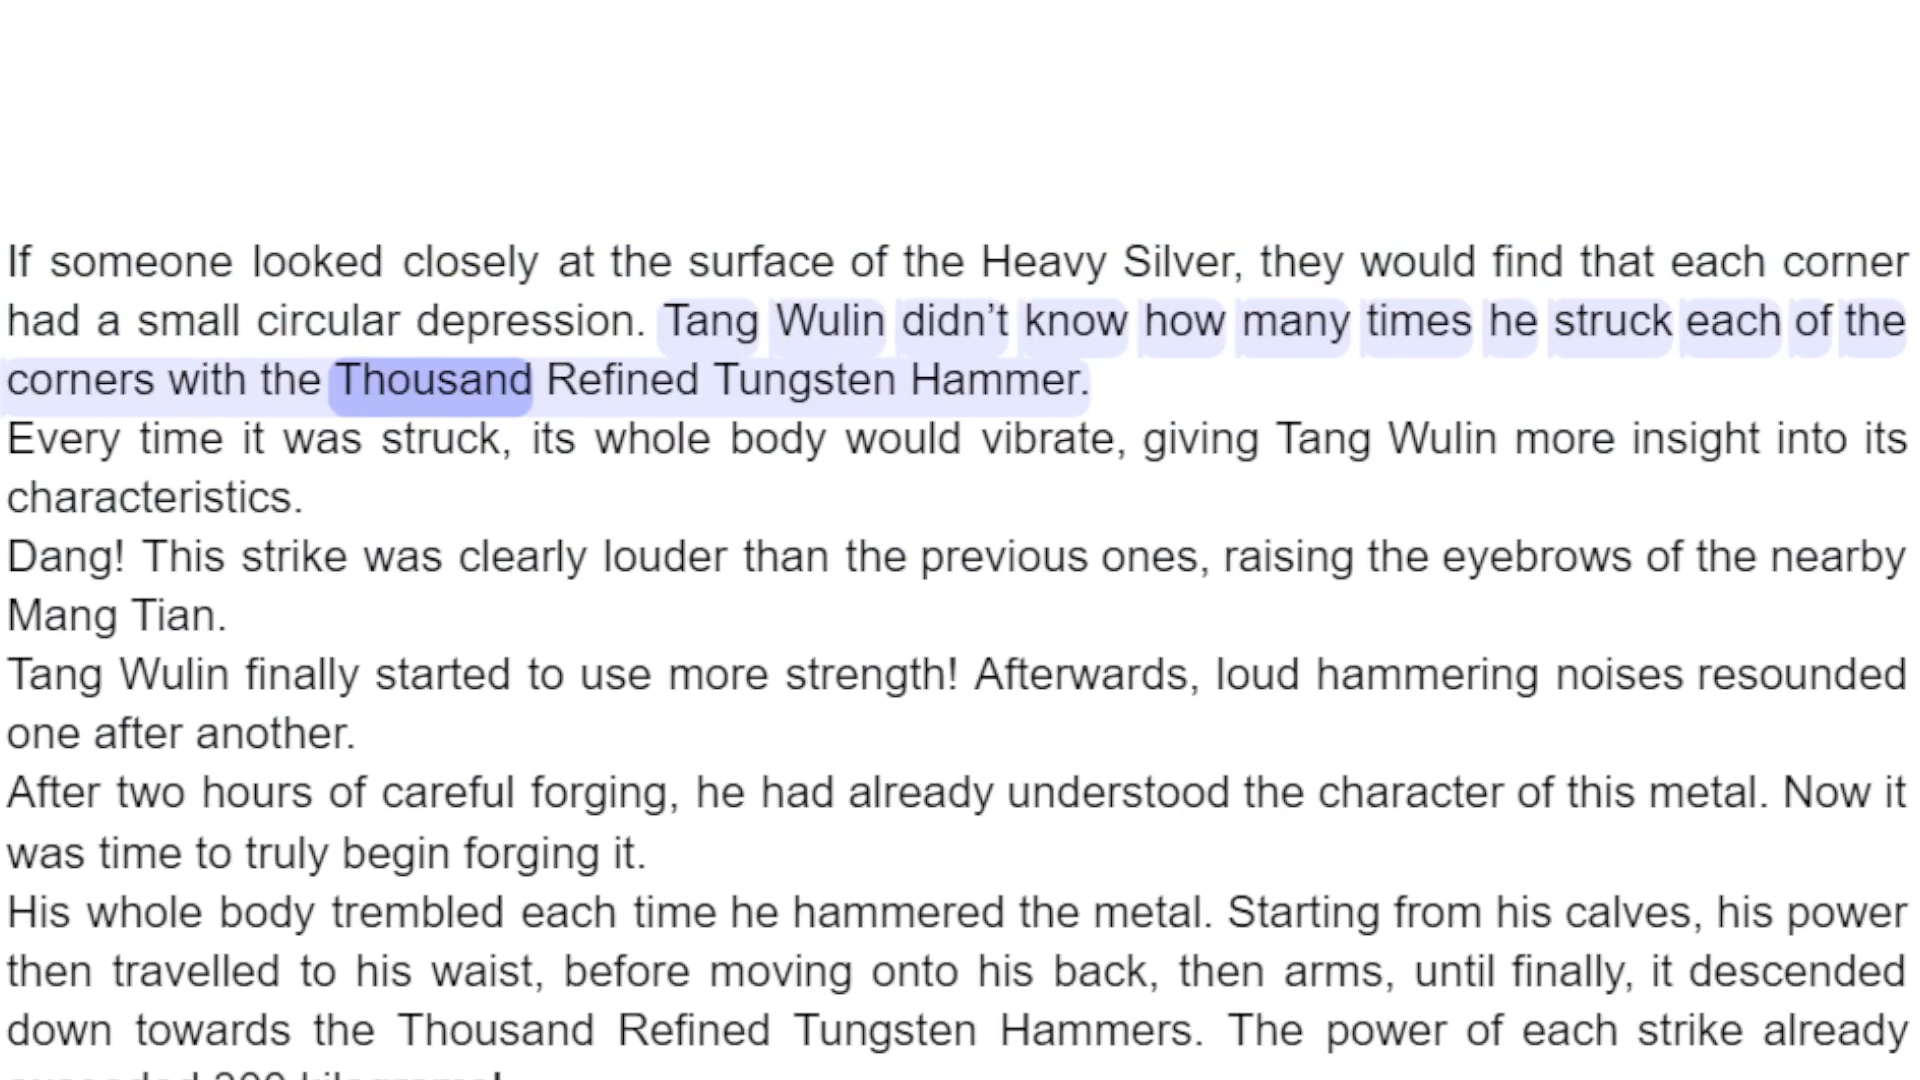 If someone looked closely at the surface of the Heavy Silver, they would find that each corner
had a small circular depression. Tang Wulin didn't know how many times he struck each of the
corners with the Thousand Refined Tungsten Hammer.
Every time it was struck, its whole body would vibrate, giving Tang Wulin more insight into its
characteristics.
Dang! This strike was clearly louder than the previous ones, raising the eyebrows of the nearby
Mang Tian.
Tang Wulin finally started to use more strength! Afterwards, loud hammering noises resounded
one after another.
After two hours of careful forging, he had already understood the character of this metal. Now it
was time to truly begin forging it.
His whole body trembled each time he hammered the metal. Starting from his calves, his power
then travelled to his waist, before moving onto his back, then arms, until finally, it descended
down towards the Thousand Refined Tungsten Hammers. The power of each strike already